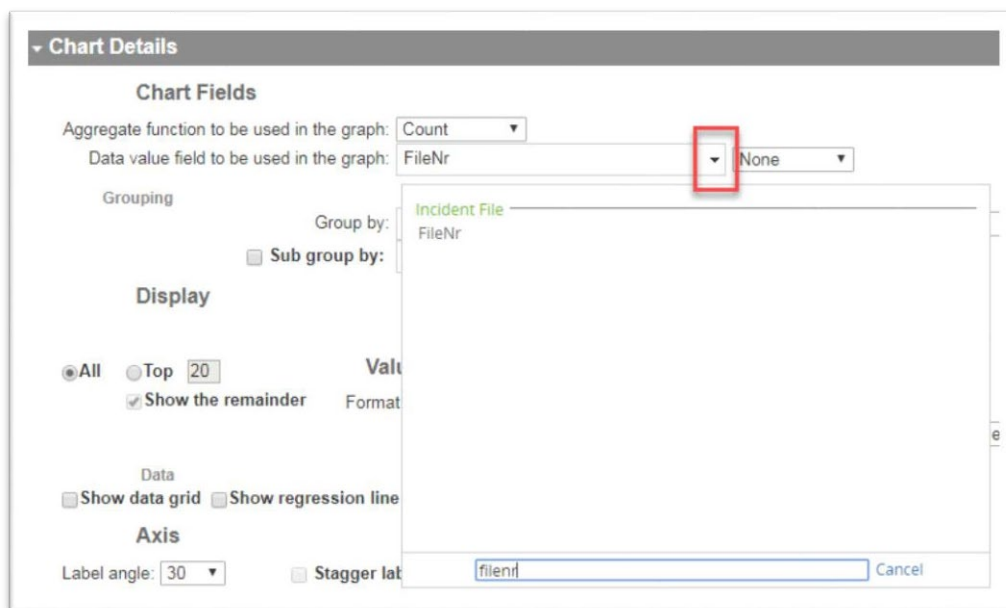 Chart Details
Chart Fields
Aggregate function to be used in the graph: Count
Data value field to be used in the graph: FileNr None
Grouping
Group by:
Sub group by:
Incident File
FileNr
Display
All Top 20
Show the remainder
Valu
Format
e
Data
Show data grid Show regression line
Axis
Label angle: 30 Stagger lab
filenr Cancel